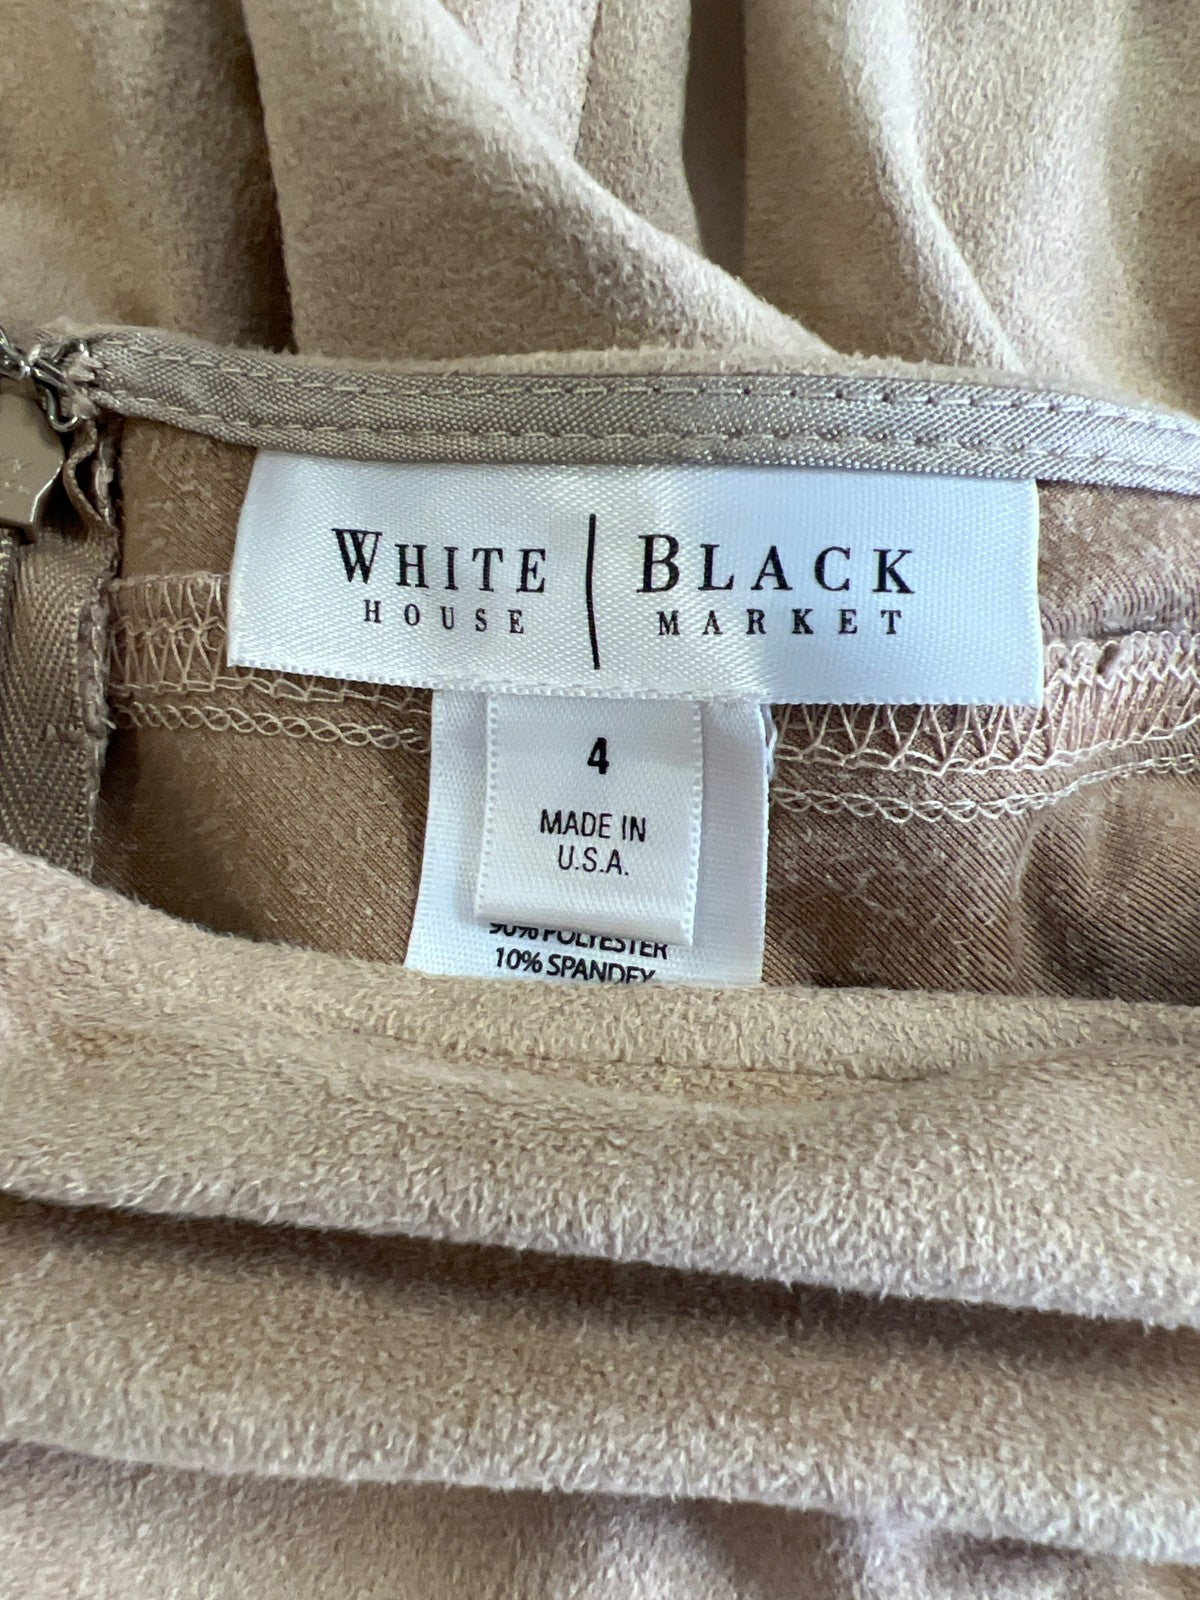 WHITE | BLACK
HOUSE MARKET
4
MADE IN
U.S.A.
90% POLYESTER
10% SPANDEX